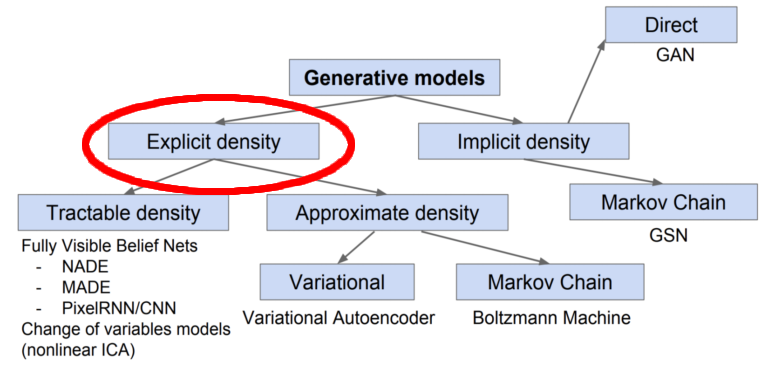 Direct
GAN
Generative models
Explicit density
Implicit density
Tractable density
Approximate density
Markov Chain
GSN
Fully Visible Belief Nets
- NADE
- MADE
- PixelRNN/CNN
Change of variables models
(nonlinear ICA)
Variational
Variational Autoencoder
Markov Chain
Boltzmann Machine